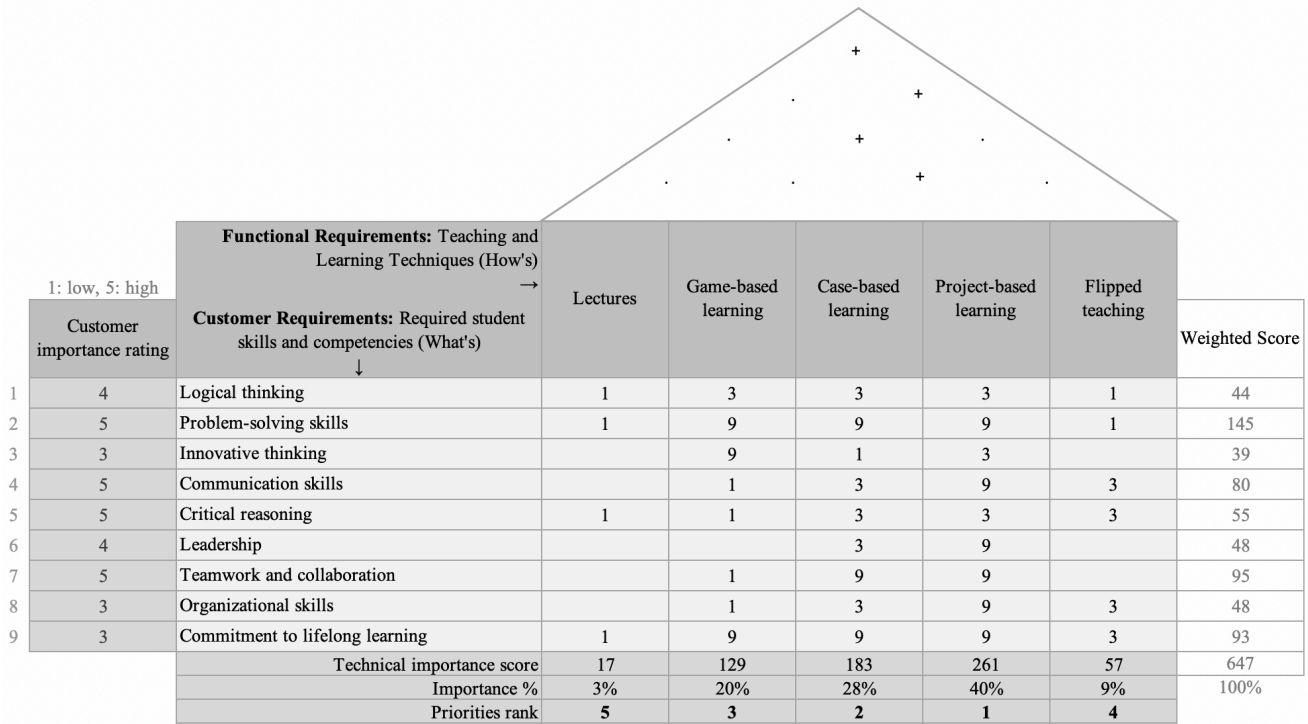 +
. +
. + .
. . + .
Functional Requirements: Teaching and
Learning Techniques (How's)
→
1: low, 5: high
Customer
importance rating
Customer Requirements: Required student
skills and competencies (What's)
↓
Lectures
Game-based
learning
Case-based
learning
Project-based
learning
Flipped
teaching
Weighted Score
1 4 Logical thinking 1 3 3 3 1 44
2 5 Problem-solving skills 1 9 9 9 1 145
3 3 Innovative thinking 9 1 3 39
4 5 Communication skills 1 3 9 3 80
5 5 Critical reasoning 1 1 3 3 3 55
6 4 Leadership 3 9 48
7 5 Teamwork and collaboration 1 9 9 95
8 3 Organizational skills 1 3 9 3 48
9 3 Commitment to lifelong learning 1 9 9 9 3 93
Technical importance score 17 129 183 261 57 647
Importance % 3% 20% 28% 40% 9% 100%
Priorities rank 5 3 2 1 4